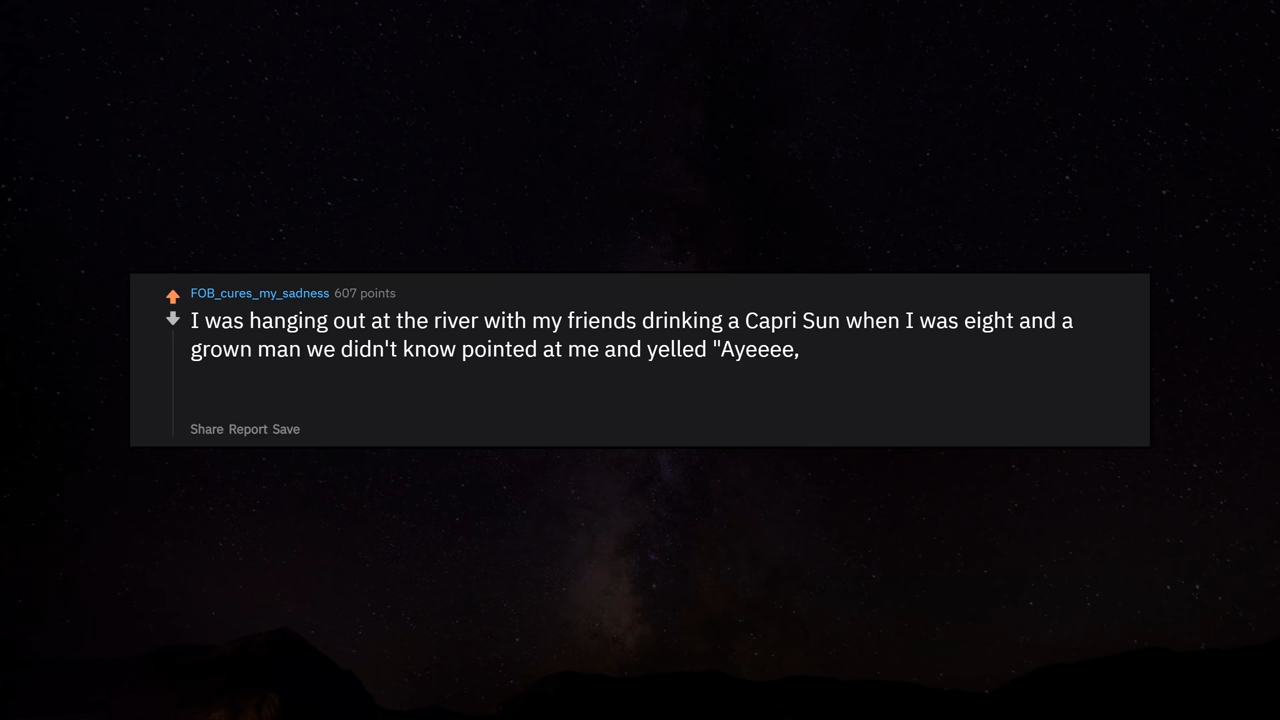 FOB_cures_my_sadness 607 points
I was hanging out at the river with my friends drinking a Capri Sun when I was eight and a
grown man we didn't know pointed at me and yelled "Ayeeee,
Share Report Save